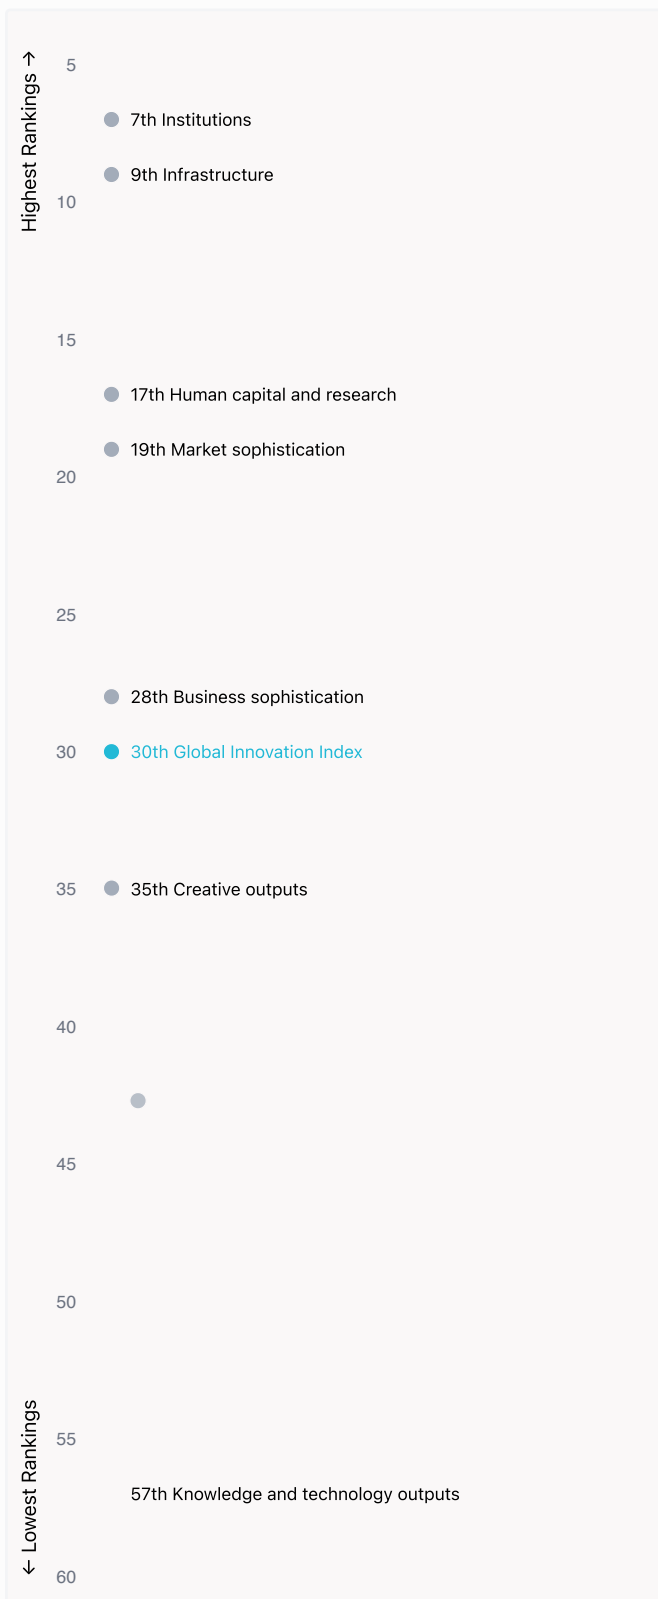 Highest Rankings →
5
7th Institutions
9th Infrastructure
10
15
17th Human capital and research
19th Market sophistication
20
25
28th Business sophistication
30
30th Global Innovation Index
35
35th Creative outputs
40
45
50
← Lowest Rankings
55
57th Knowledge and technology outputs
60